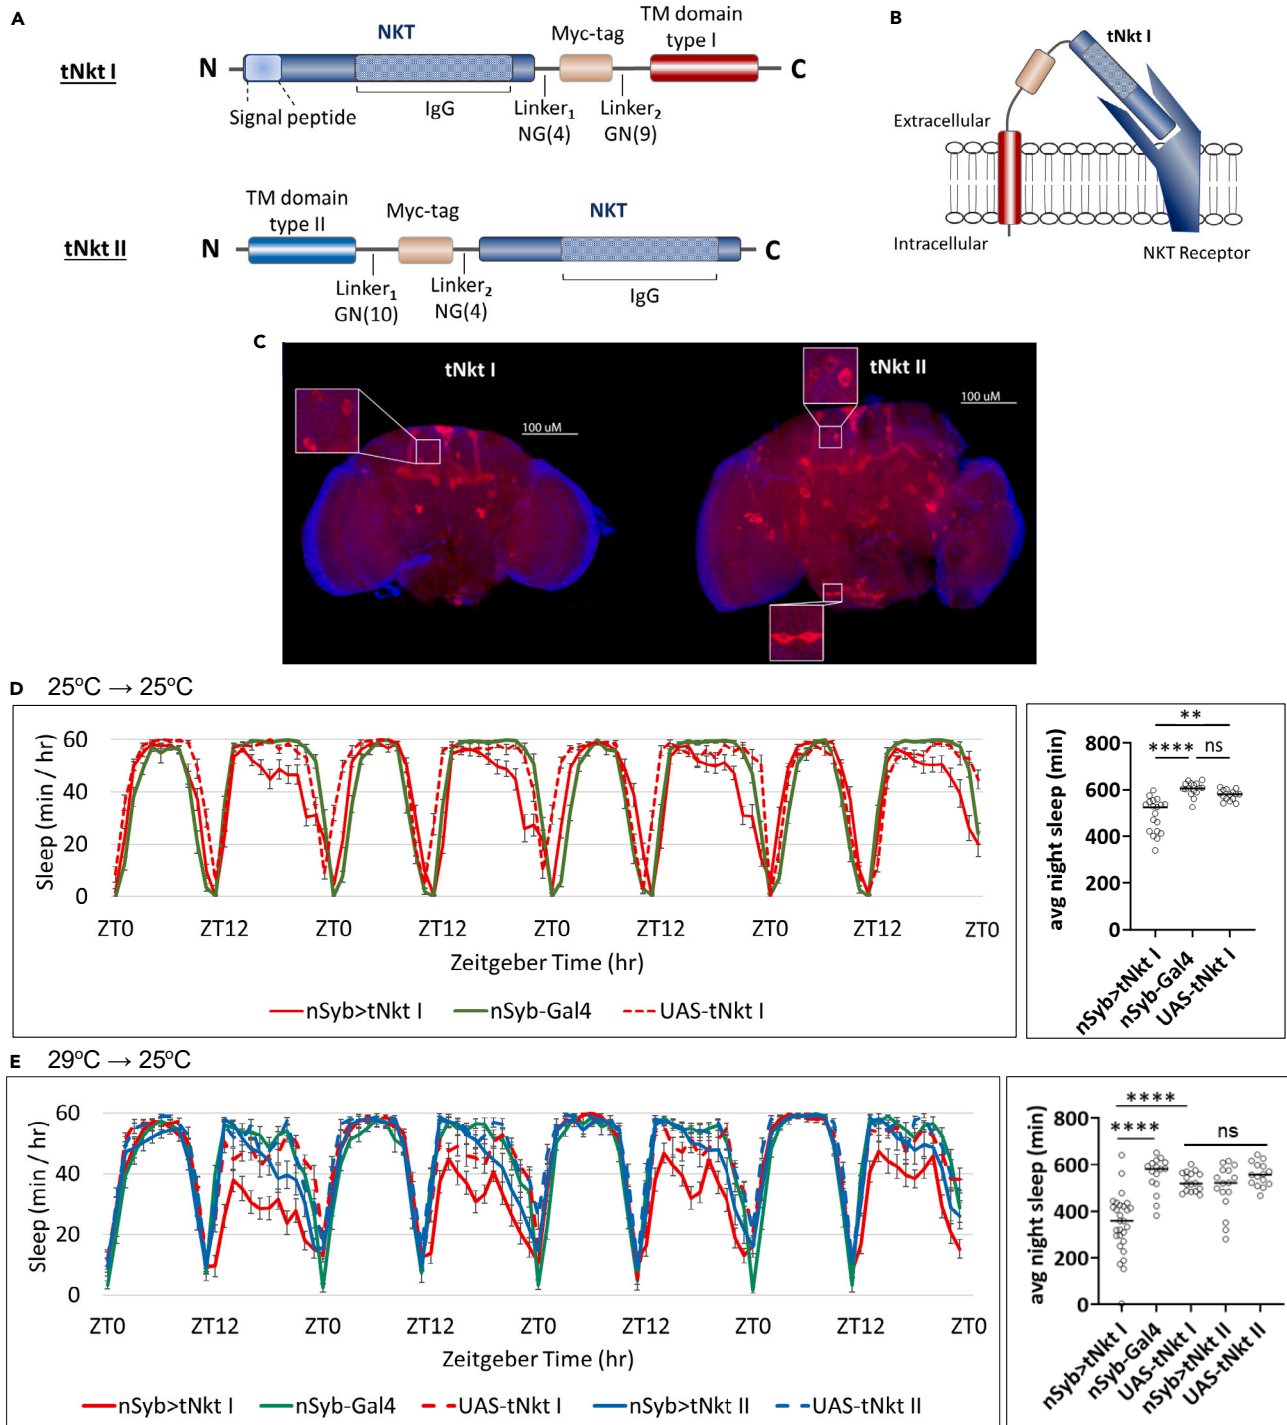 A
tNkt I
N
NKT
Myc-tag
TM domain
type I
C
Signal peptide
IgG
Linker1
NG(4)
Linker2
GN(9)
tNkt II
N
TM domain
type II
Myc-tag
NKT
C
Linker1
GN(10)
Linker2
NG(4)
IgG
B
tNkt I
Extracellular
Intracellular
NKT Receptor
C
tNkt I
100 uM
tNkt II
100 uM
D 25°C → 25°C
Sleep (min / hr)
60
40
20
0
ZT0 ZT12 ZT0 ZT12 ZT0 ZT12 ZT0 ZT12 ZT0
Zeitgeber Time (hr)
nSyb>tNkt I nSyb-Gal4 UAS-tNkt I
avg night sleep (min)
**
**** ns
800
600
400
200
0
nSyb>tNkt I
nSyb-Gal4
UAS-tNkt I
E 29°C → 25°C
Sleep (min / hr)
60
40
20
0
ZT0 ZT12 ZT0 ZT12 ZT0 ZT12 ZT0 ZT12 ZT0
Zeitgeber Time (hr)
nSyb>tNkt I nSyb-Gal4 UAS-tNkt I nSyb>tNkt II UAS-tNkt II
avg night sleep (min)
****
**** ns
800
600
400
200
0
nSyb>tNkt I
nSyb-Gal4
UAS-tNkt I
nSyb>tNkt II
UAS-tNkt II